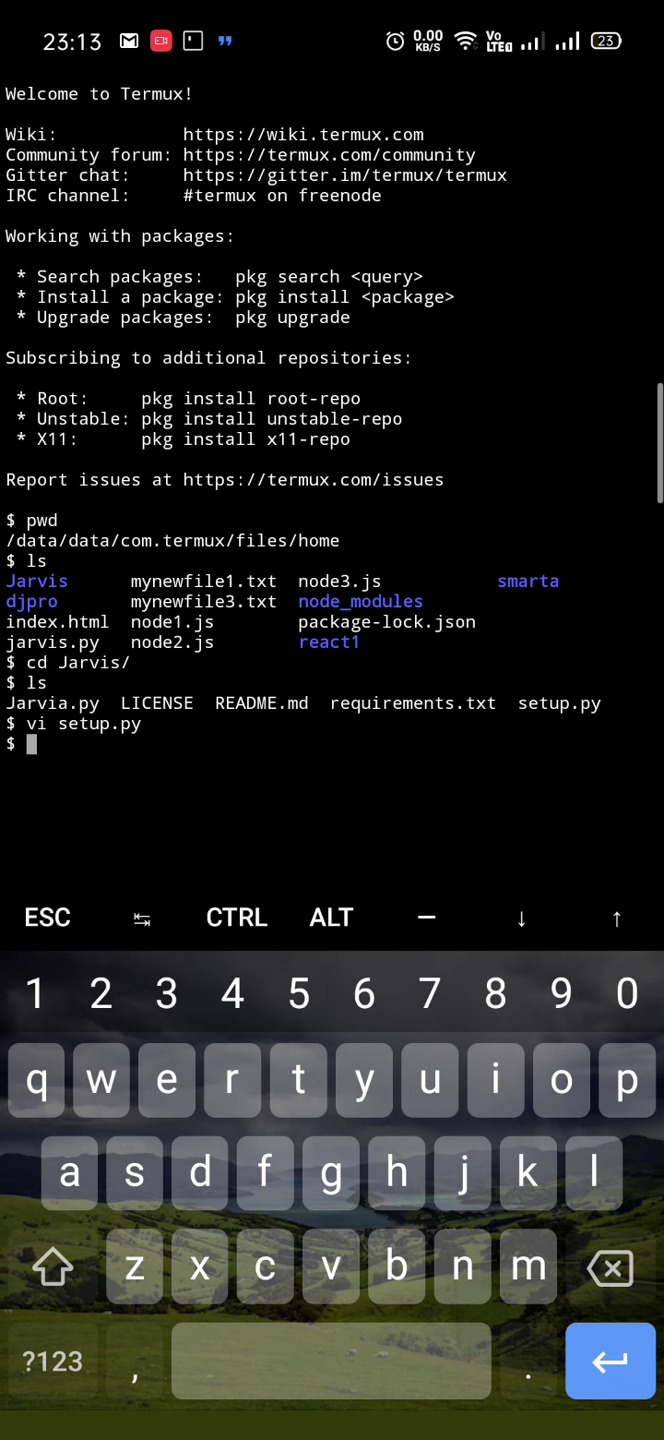 23:13 0.00 KB/S Vo LTE 23
Welcome to Termux!
Wiki: https://wiki.termux.com
Community forum: https://termux.com/community
Gitter chat: https://gitter.im/termux/termux
IRC channel: #termux on freenode
Working with packages:
* Search packages: pkg search <query>
* Install a package: pkg install <package>
* Upgrade packages: pkg upgrade
Subscribing to additional repositories:
* Root: pkg install root-repo
* Unstable: pkg install unstable-repo
* X11: pkg install x11-repo
Report issues at https://termux.com/issues
$ pwd
/data/data/com.termux/files/home
$ ls
Jarvis mynewfile1.txt node3.js smarta
djpro mynewfile3.txt node_modules
index.html node1.js package-lock.json
jarvis.py node2.js react1
$ cd Jarvis/
$ ls
Jarvia.py LICENSE README.md requirements.txt setup.py
$ vi setup.py
$
ESC ↹ CTRL ALT — ↓ ↑
1 2 3 4 5 6 7 8 9 0
q w e r t y u i o p
a s d f g h j k l
z x c v b n m
?123 , .